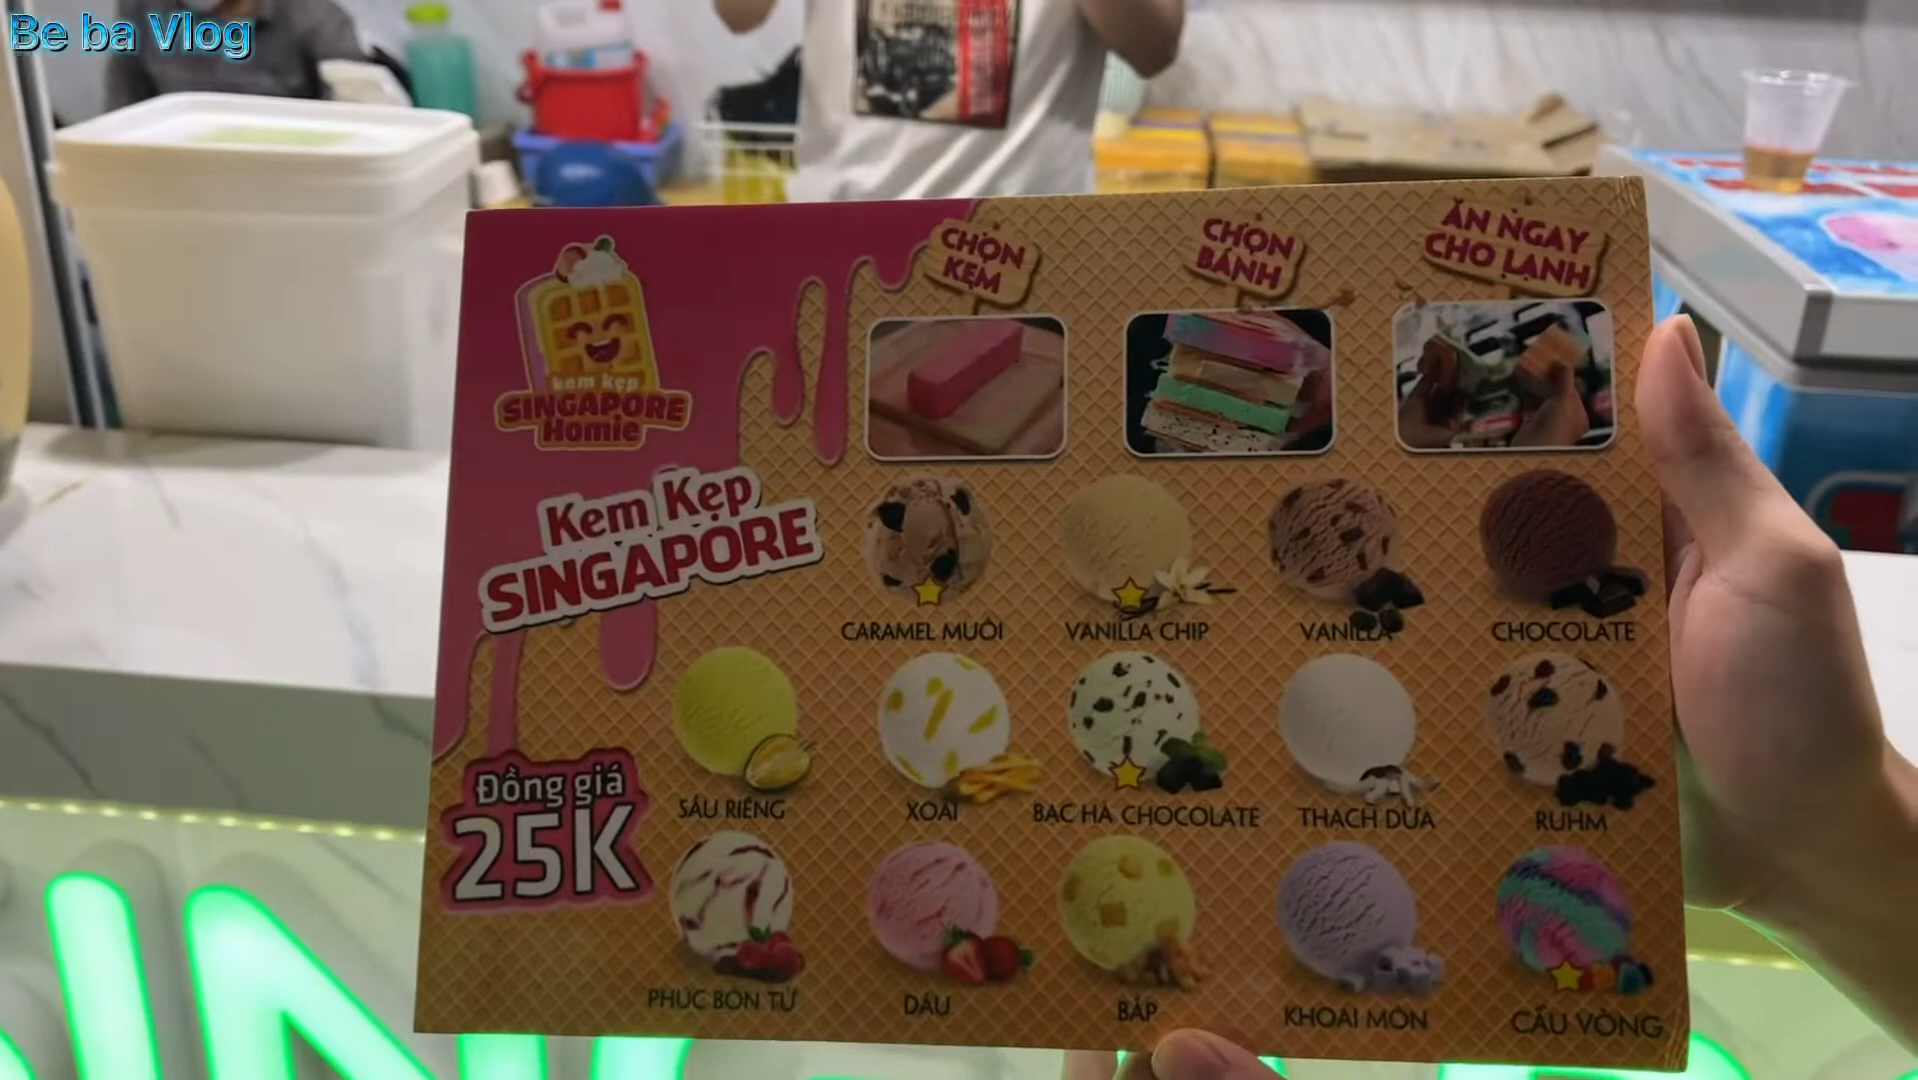 Be ba Vlog
kem kẹp
SINGAPORE
Homie
CHỌN
KEM
CHỌN
BÁNH
ĂN NGAY
CHO LẠNH
Kem Kẹp
SINGAPORE
CARAMEL MUỐI
VANILLA CHIP
VANILLA
CHOCOLATE
SẦU RIÊNG
XOÀI
BẠC HÀ CHOCOLATE
THẠCH DỪA
RUHM
Đồng giá
25K
PHÚC BỒN TỬ
DÂU
BẮP
KHOAI MÔN
CẦU VỒNG